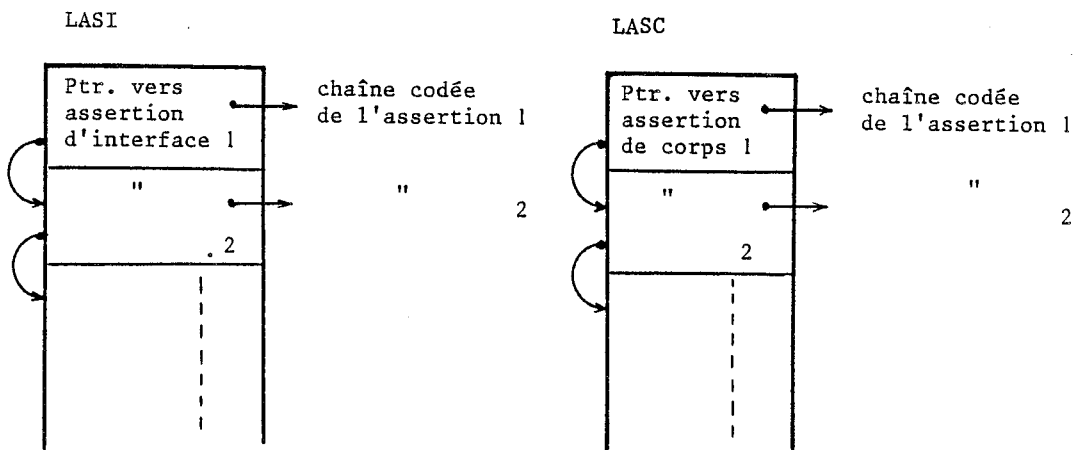 LASI
Ptr. vers
assertion
d'interface 1
chaîne codée
de l'assertion 1
"
"
2
. 2
LASC
Ptr. vers
assertion
de corps 1
chaîne codée
de l'assertion 1
"
"
2
2